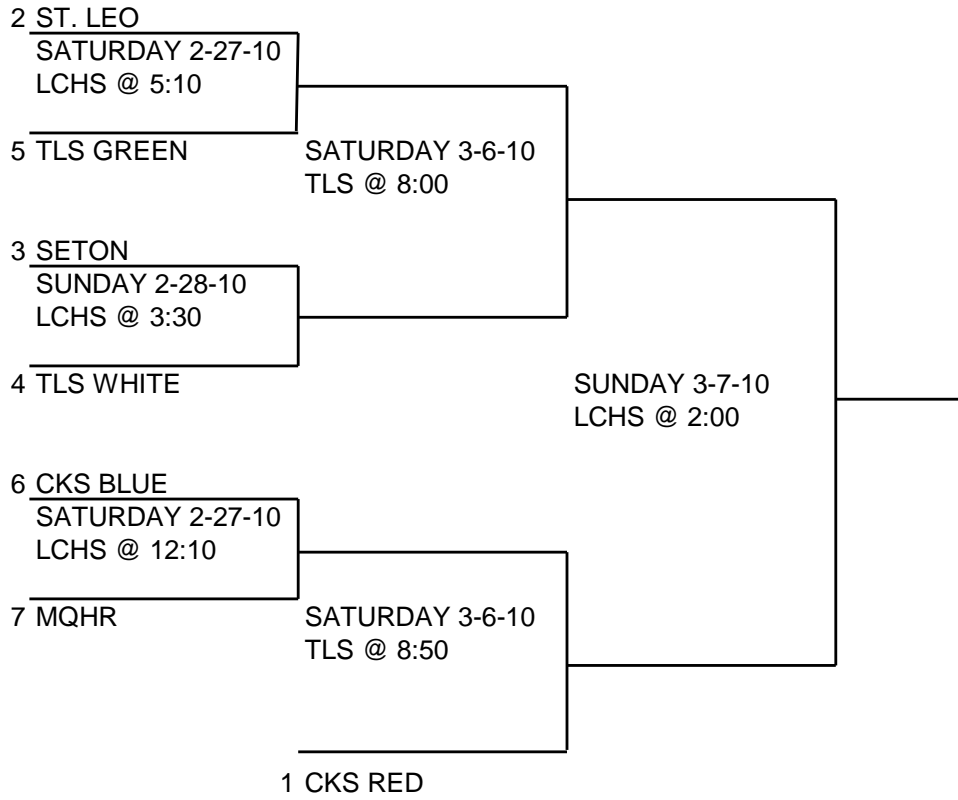 2 ST. LEO
SATURDAY 2-27-10
LCHS @ 5:10
5 TLS GREEN
SATURDAY 3-6-10
TLS @ 8:00
3 SETON
SUNDAY 2-28-10
LCHS @ 3:30
4 TLS WHITE
SUNDAY 3-7-10
LCHS @ 2:00
6 CKS BLUE
SATURDAY 2-27-10
LCHS @ 12:10
7 MQHR
SATURDAY 3-6-10
TLS @ 8:50
1 CKS RED